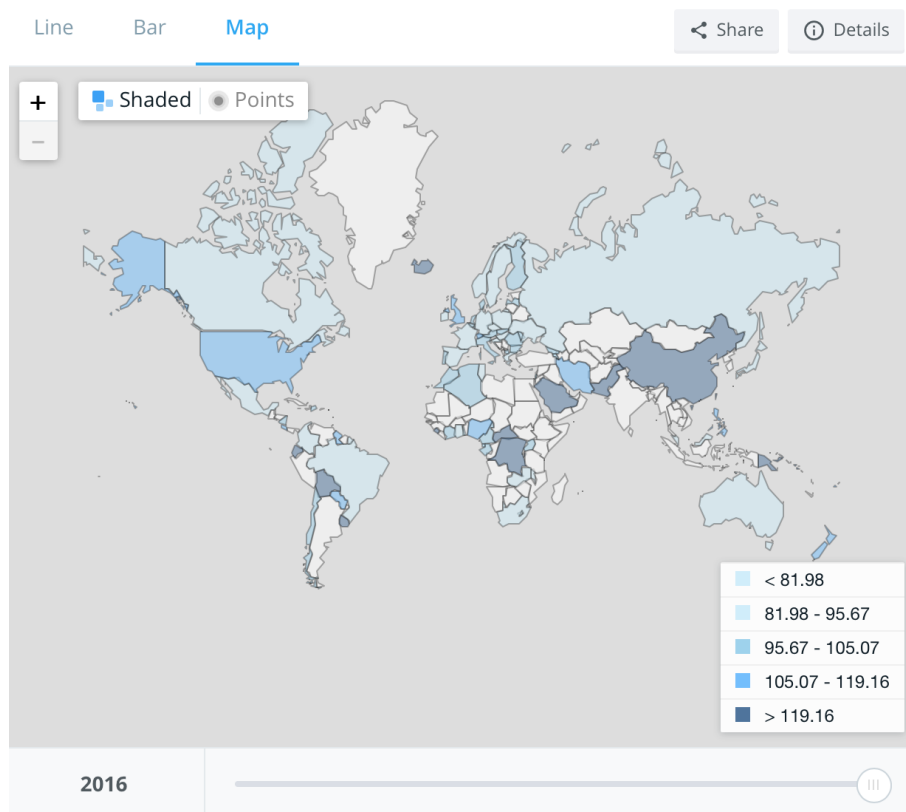 Line Bar Map Share Details
+ Shaded Points
−
< 81.98
81.98 - 95.67
95.67 - 105.07
105.07 - 119.16
> 119.16
2016